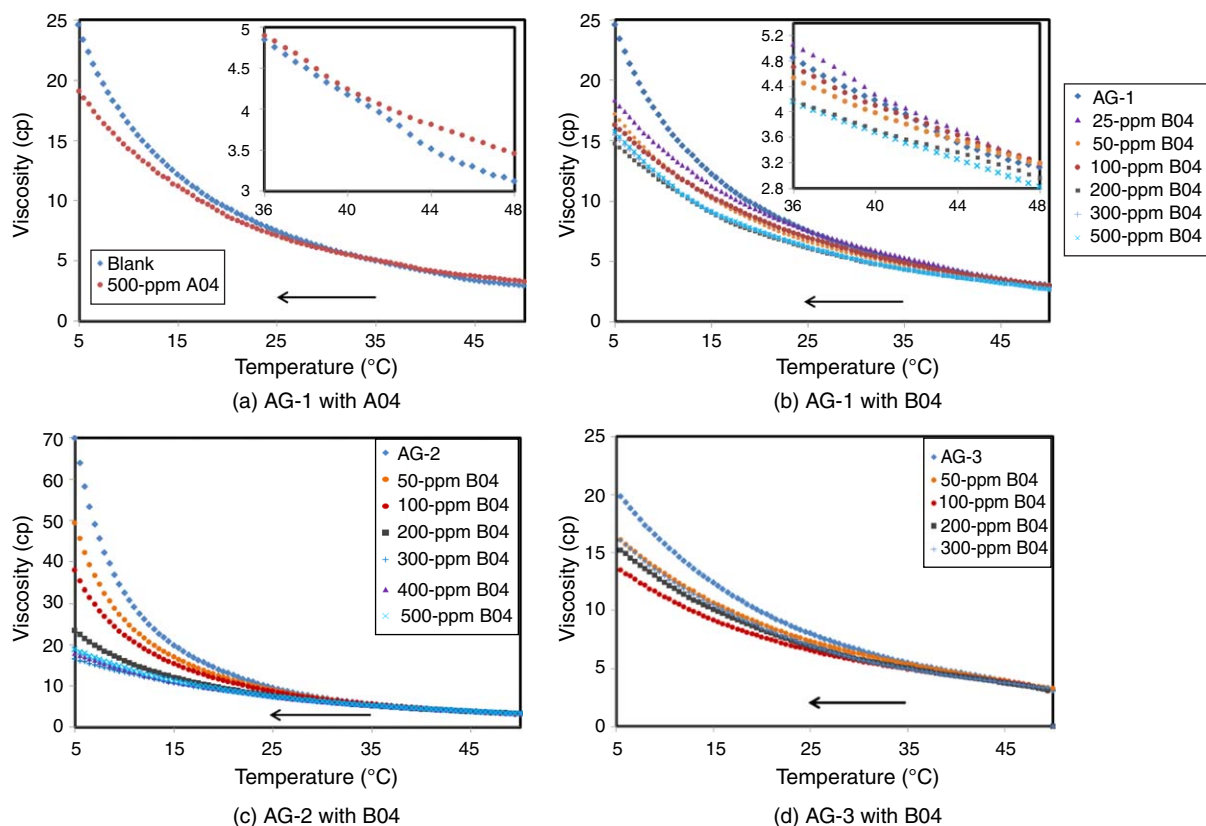 25
20
15
10
5
0
Viscosity (cp)
5
4.5
4
3.5
3
36
40
44
48
Blank
500-ppm A04
5
15
25
35
45
Temperature (°C)
(a) AG-1 with A04
25
20
15
10
5
0
Viscosity (cp)
5.2
4.8
4.4
4
3.6
3.2
2.8
36
40
44
48
5
15
25
35
45
Temperature (°C)
(b) AG-1 with B04
AG-1
25-ppm B04
50-ppm B04
100-ppm B04
200-ppm B04
300-ppm B04
500-ppm B04
70
60
50
40
30
20
10
0
Viscosity (cp)
AG-2
50-ppm B04
100-ppm B04
200-ppm B04
300-ppm B04
400-ppm B04
500-ppm B04
5
15
25
35
45
Temperature (°C)
(c) AG-2 with B04
25
20
15
10
5
0
Viscosity (cp)
AG-3
50-ppm B04
100-ppm B04
200-ppm B04
300-ppm B04
5
15
25
35
45
Temperature (°C)
(d) AG-3 with B04